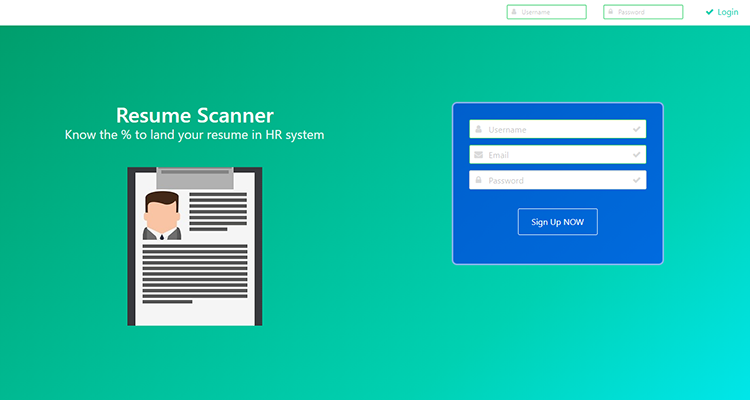 Username
Password
Login
Resume Scanner
Know the % to land your resume in HR system
Username
Email
Password
Sign Up NOW